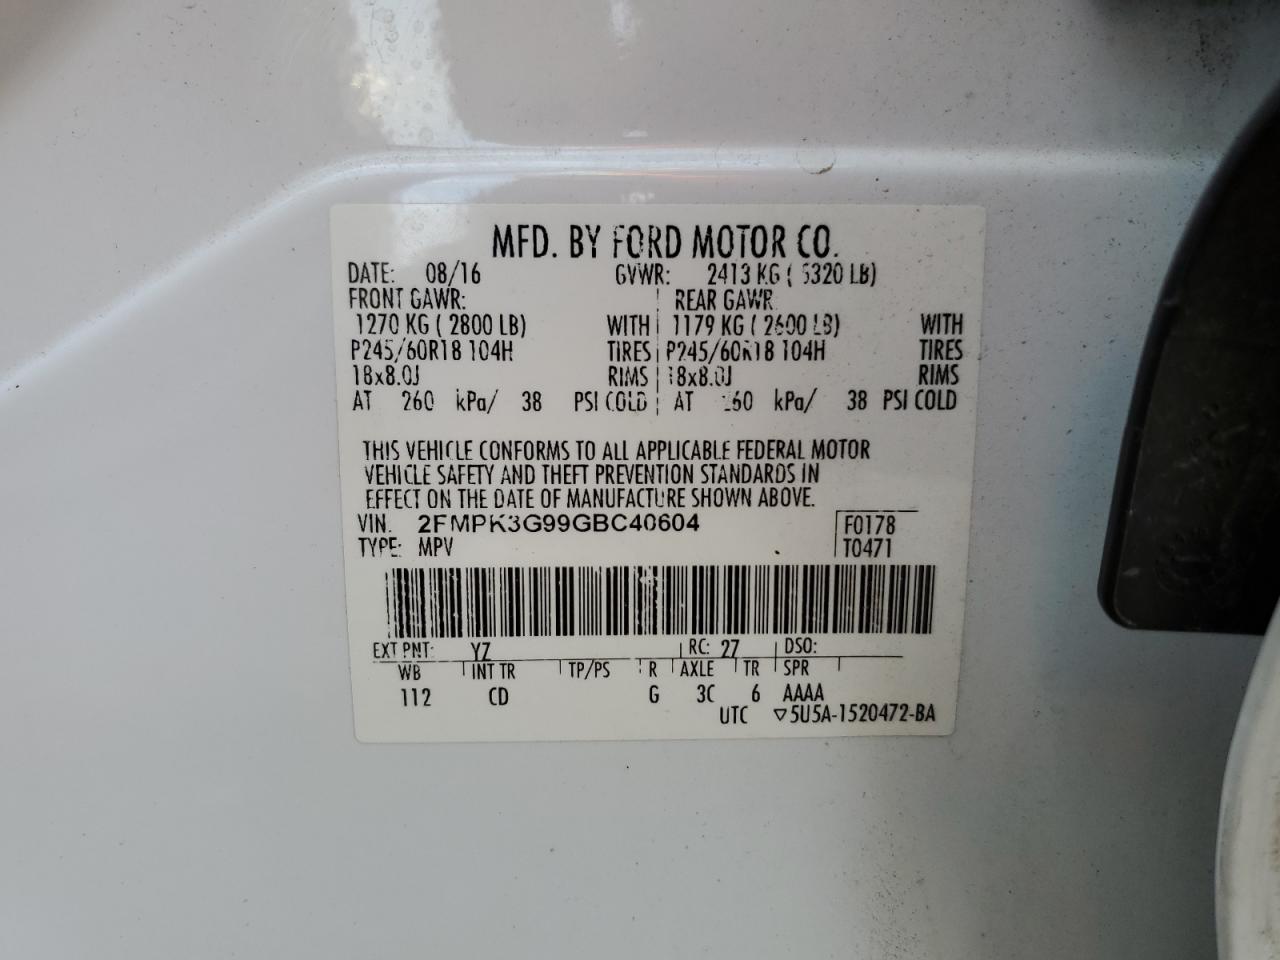 MFD. BY FORD MOTOR CO.
DATE: 08/16 GVWR: 2413 KG ( 5320 LB)
FRONT GAWR: REAR GAWR
1270 KG ( 2800 LB) WITH 1179 KG ( 2600 LB) WITH
P245/60R18 104H TIRES P245/60R18 104H TIRES
18x8.0J RIMS 18x8.0J RIMS
AT 260 kPa/ 38 PSI COLD AT 260 kPa/ 38 PSI COLD
THIS VEHICLE CONFORMS TO ALL APPLICABLE FEDERAL MOTOR
VEHICLE SAFETY AND THEFT PREVENTION STANDARDS IN
EFFECT ON THE DATE OF MANUFACTURE SHOWN ABOVE.
VIN. 2FMPK3G99GBC40604 F0178
TYPE: MPV T0471
EXT PNT: YZ RC: 27 DSO:
WB INT TR TP/PS R AXLE TR SPR
112 CD G 3C 6 AAAA
UTC ▽5U5A-1520472-BA